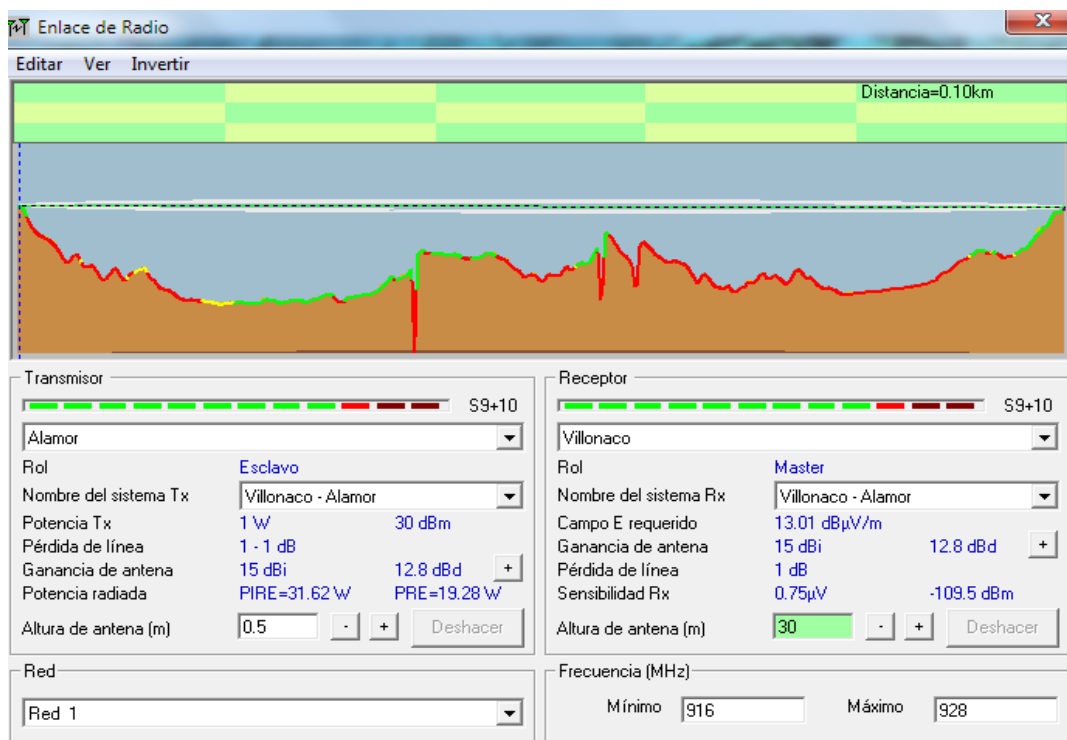 Enlace de Radio
Editar Ver Invertir
Distancia=0.10km
Transmisor
S9+10
Alamor
Rol Esclavo
Nombre del sistema Tx Villonaco - Alamor
Potencia Tx 1 W 30 dBm
Pérdida de línea 1 - 1 dB
Ganancia de antena 15 dBi 12.8 dBd +
Potencia radiada PIRE=31.62 W PRE=19.28 W
Altura de antena (m) 0.5 - + Deshacer
Red
Red 1
Receptor
S9+10
Villonaco
Rol Master
Nombre del sistema Rx Villonaco - Alamor
Campo E requerido 13.01 dBµV/m
Ganancia de antena 15 dBi 12.8 dBd +
Pérdida de línea 1 dB
Sensibilidad Rx 0.75µV -109.5 dBm
Altura de antena (m) 30 - + Deshacer
Frecuencia (MHz)
Mínimo 916 Máximo 928